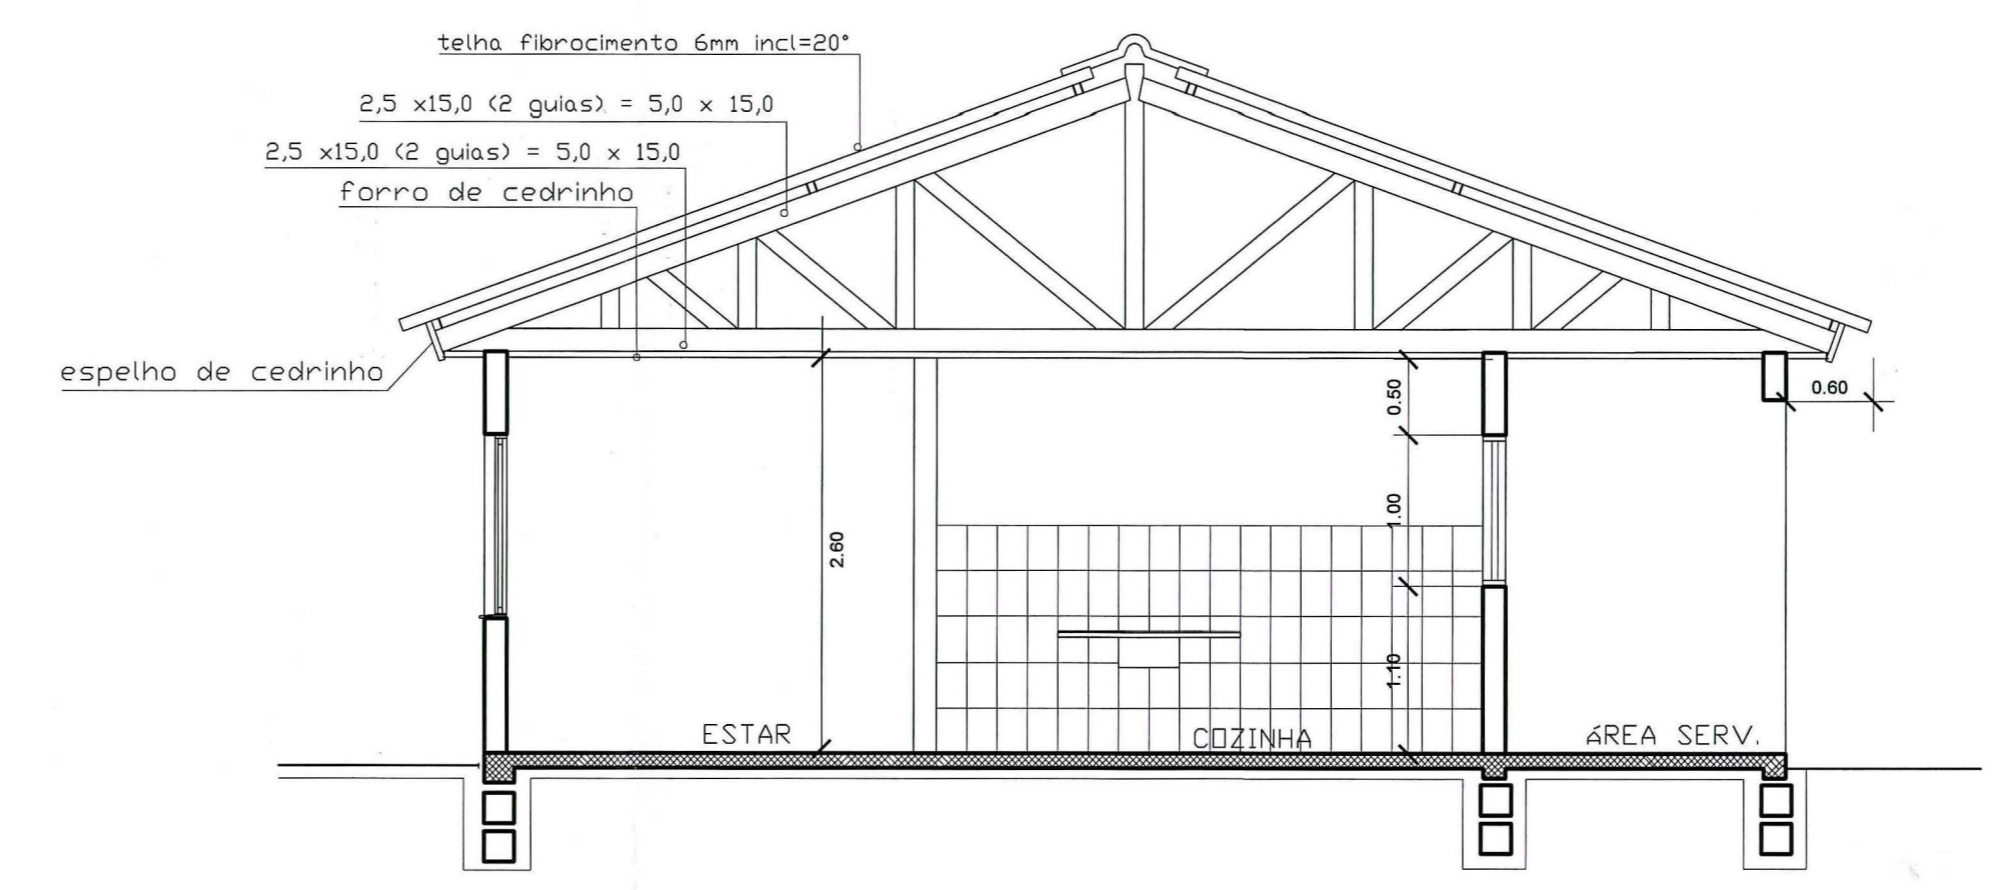 telha fibrocimento 6mm incl=20°
2,5 x15,0 (2 guias) = 5,0 x 15,0
2,5 x15,0 (2 guias) = 5,0 x 15,0
forro de cedrinho
espelho de cedrinho
0.60
0.50
1.00
2.60
1.10
ESTAR
COZINHA
áREA SERV.